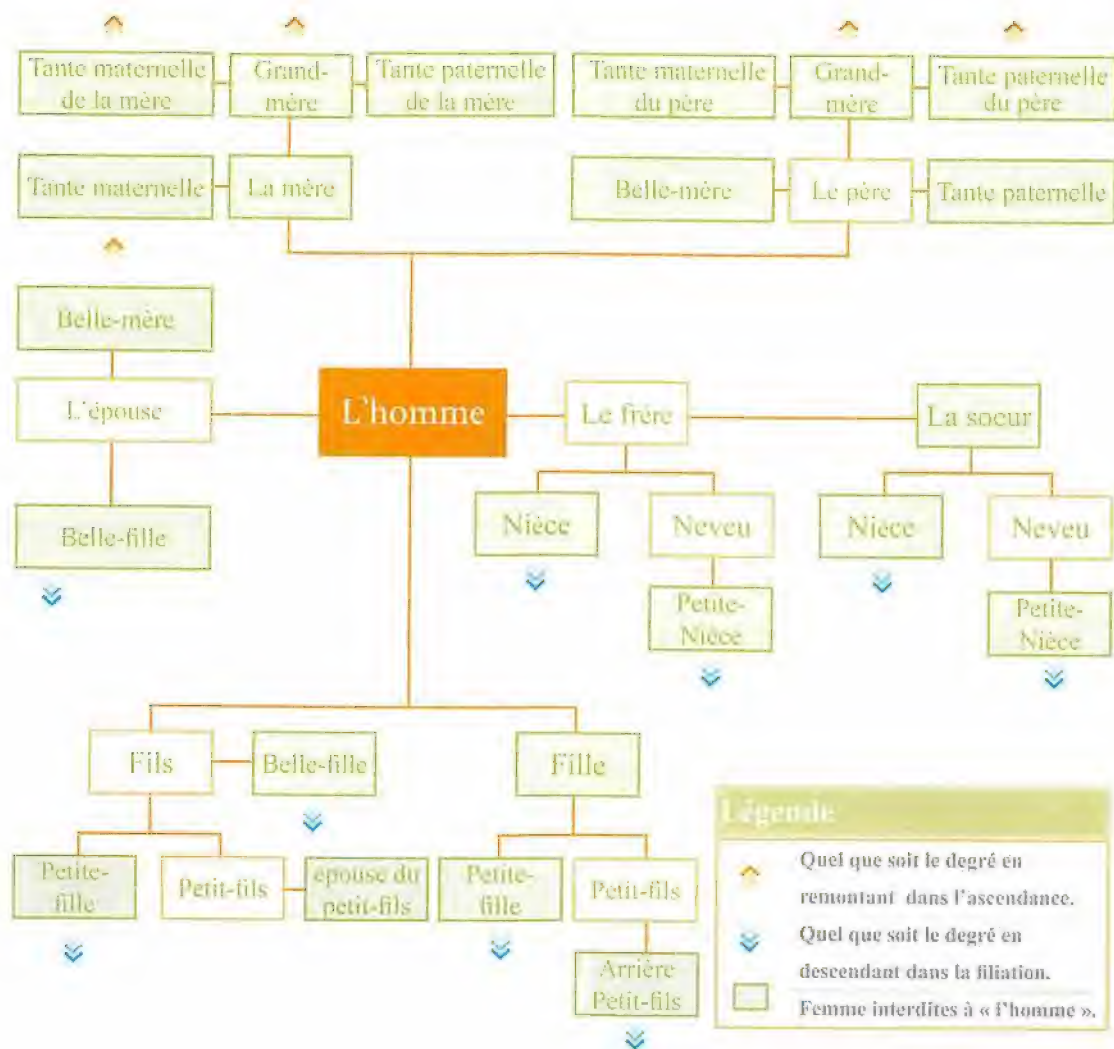 Tante maternelle
de la mère
Grand-
mère
Tante paternelle
de la mère
Tante maternelle
du père
Grand-
mère
Tante paternelle
du père
Tante maternelle
La mère
Belle-mère
Le père
Tante paternelle
Belle-mère
L'épouse
L'homme
Le frére
La soeur
Belle-fille
Nièce
Neveu
Nièce
Neveu
Petite-
Nièce
Petite-
Nièce
Fils
Belle-fille
Fille
Petite-
fille
Petit-fils
épouse du
petit-fils
Petite-
fille
Petit-fils
Arrière
Petit-fils
Légende
Quel que soit le degré en
remontant dans l'ascendance.
Quel que soit le degré en
descendant dans la filiation.
Femme interdites à « l'homme ».